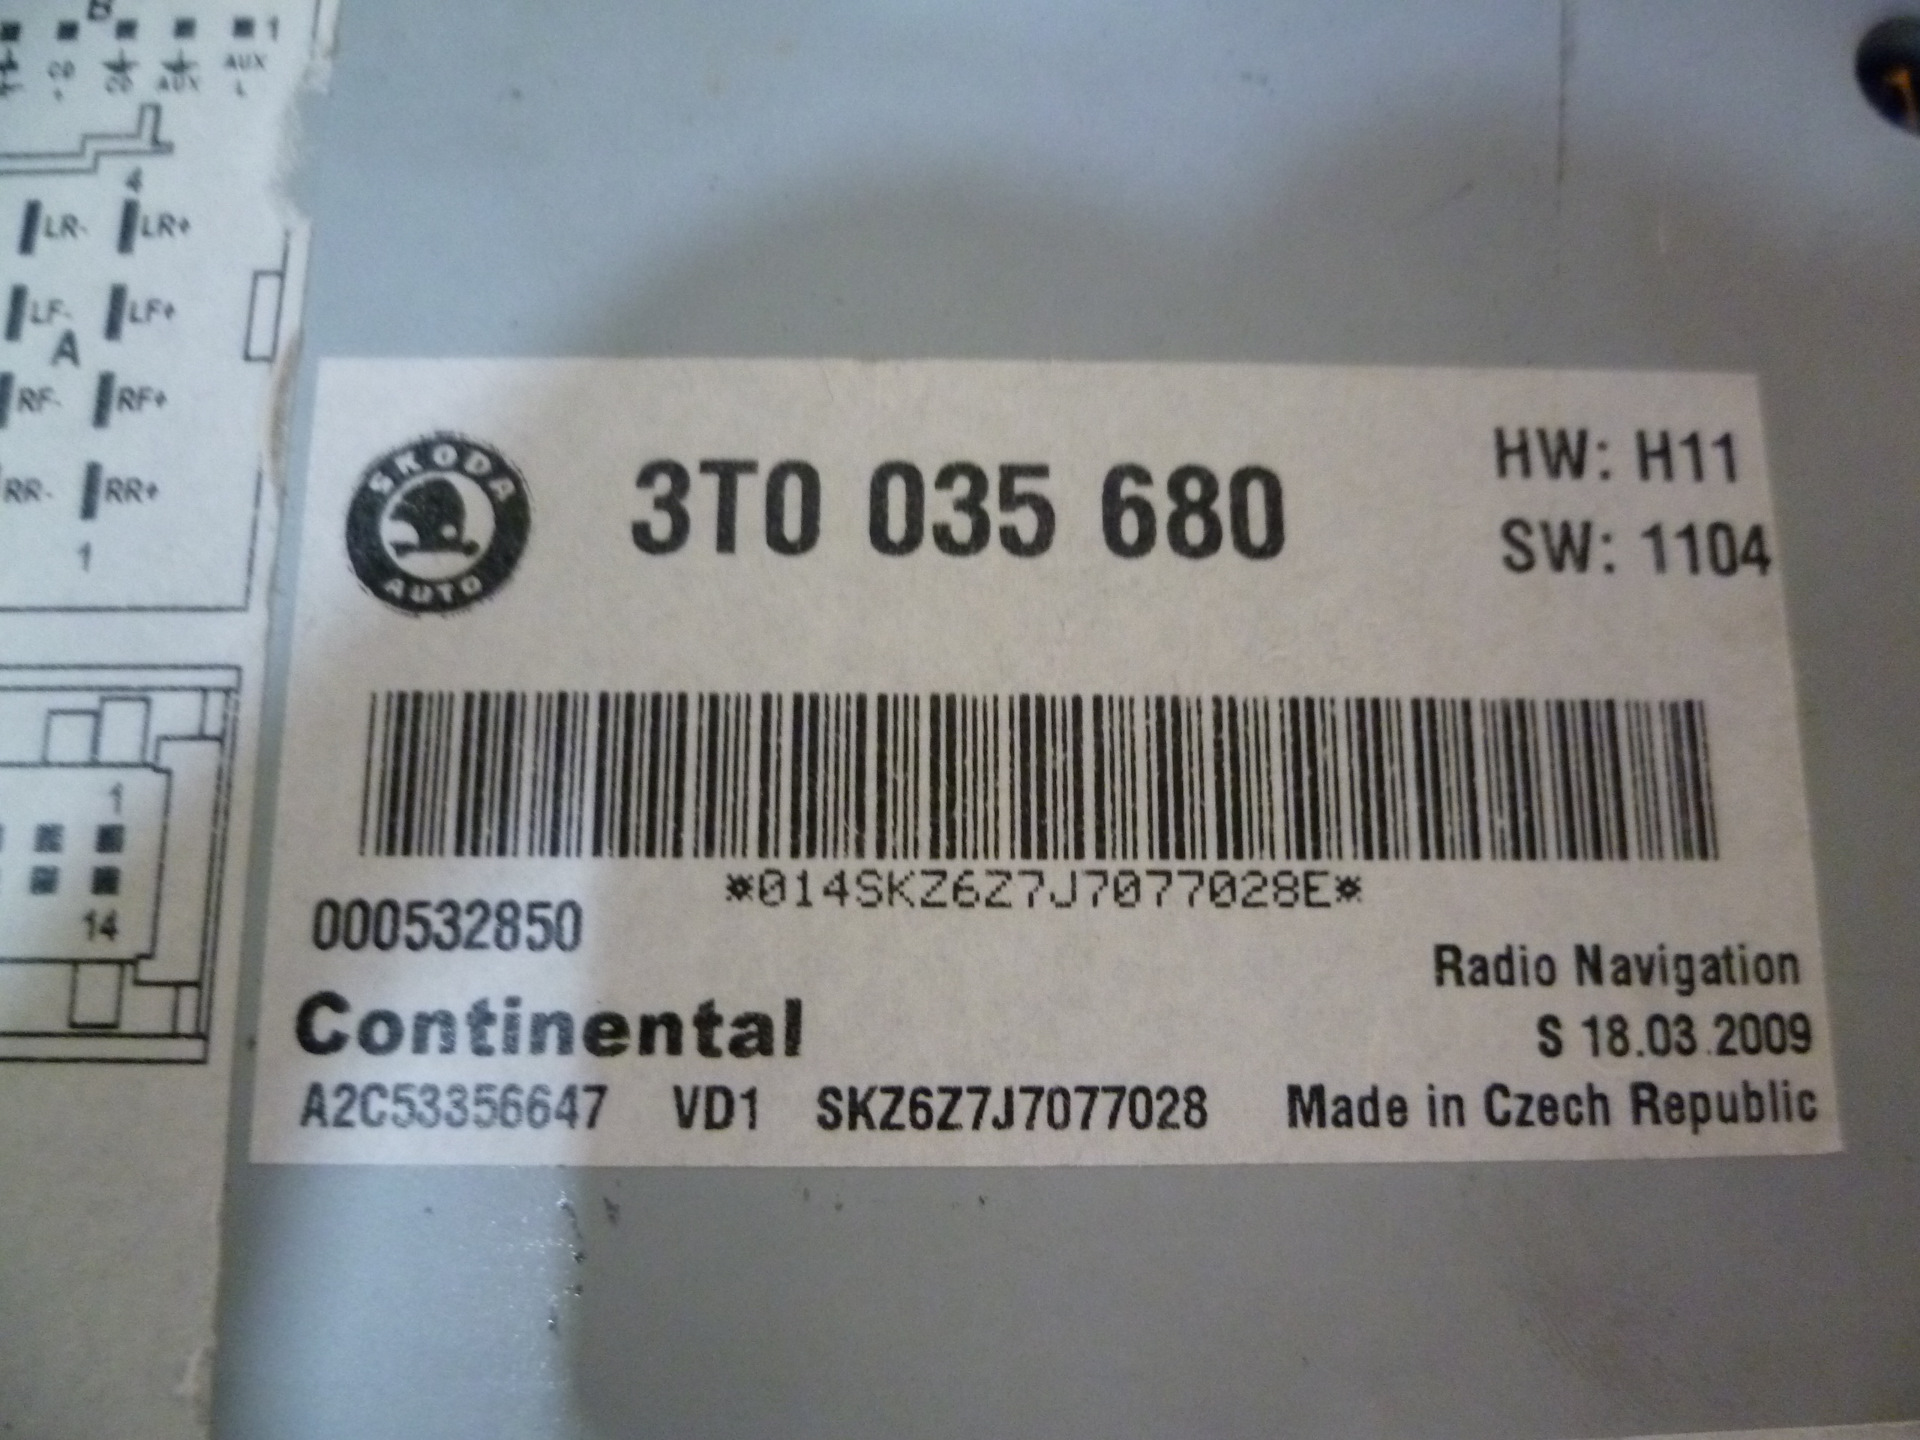 B
1
CD
CD
AUX
AUX
L
4
LR- LR+
LF- LF+
A
RF- RF+
RR- RR+
1
1
14
SKODA
AUTO
3T0 035 680
HW: H11
SW: 1104
*014SKZ6Z7J7077028E*
000532850
Continental
Radio Navigation
S 18.03.2009
A2C53356647 VD1 SKZ6Z7J7077028 Made in Czech Republic